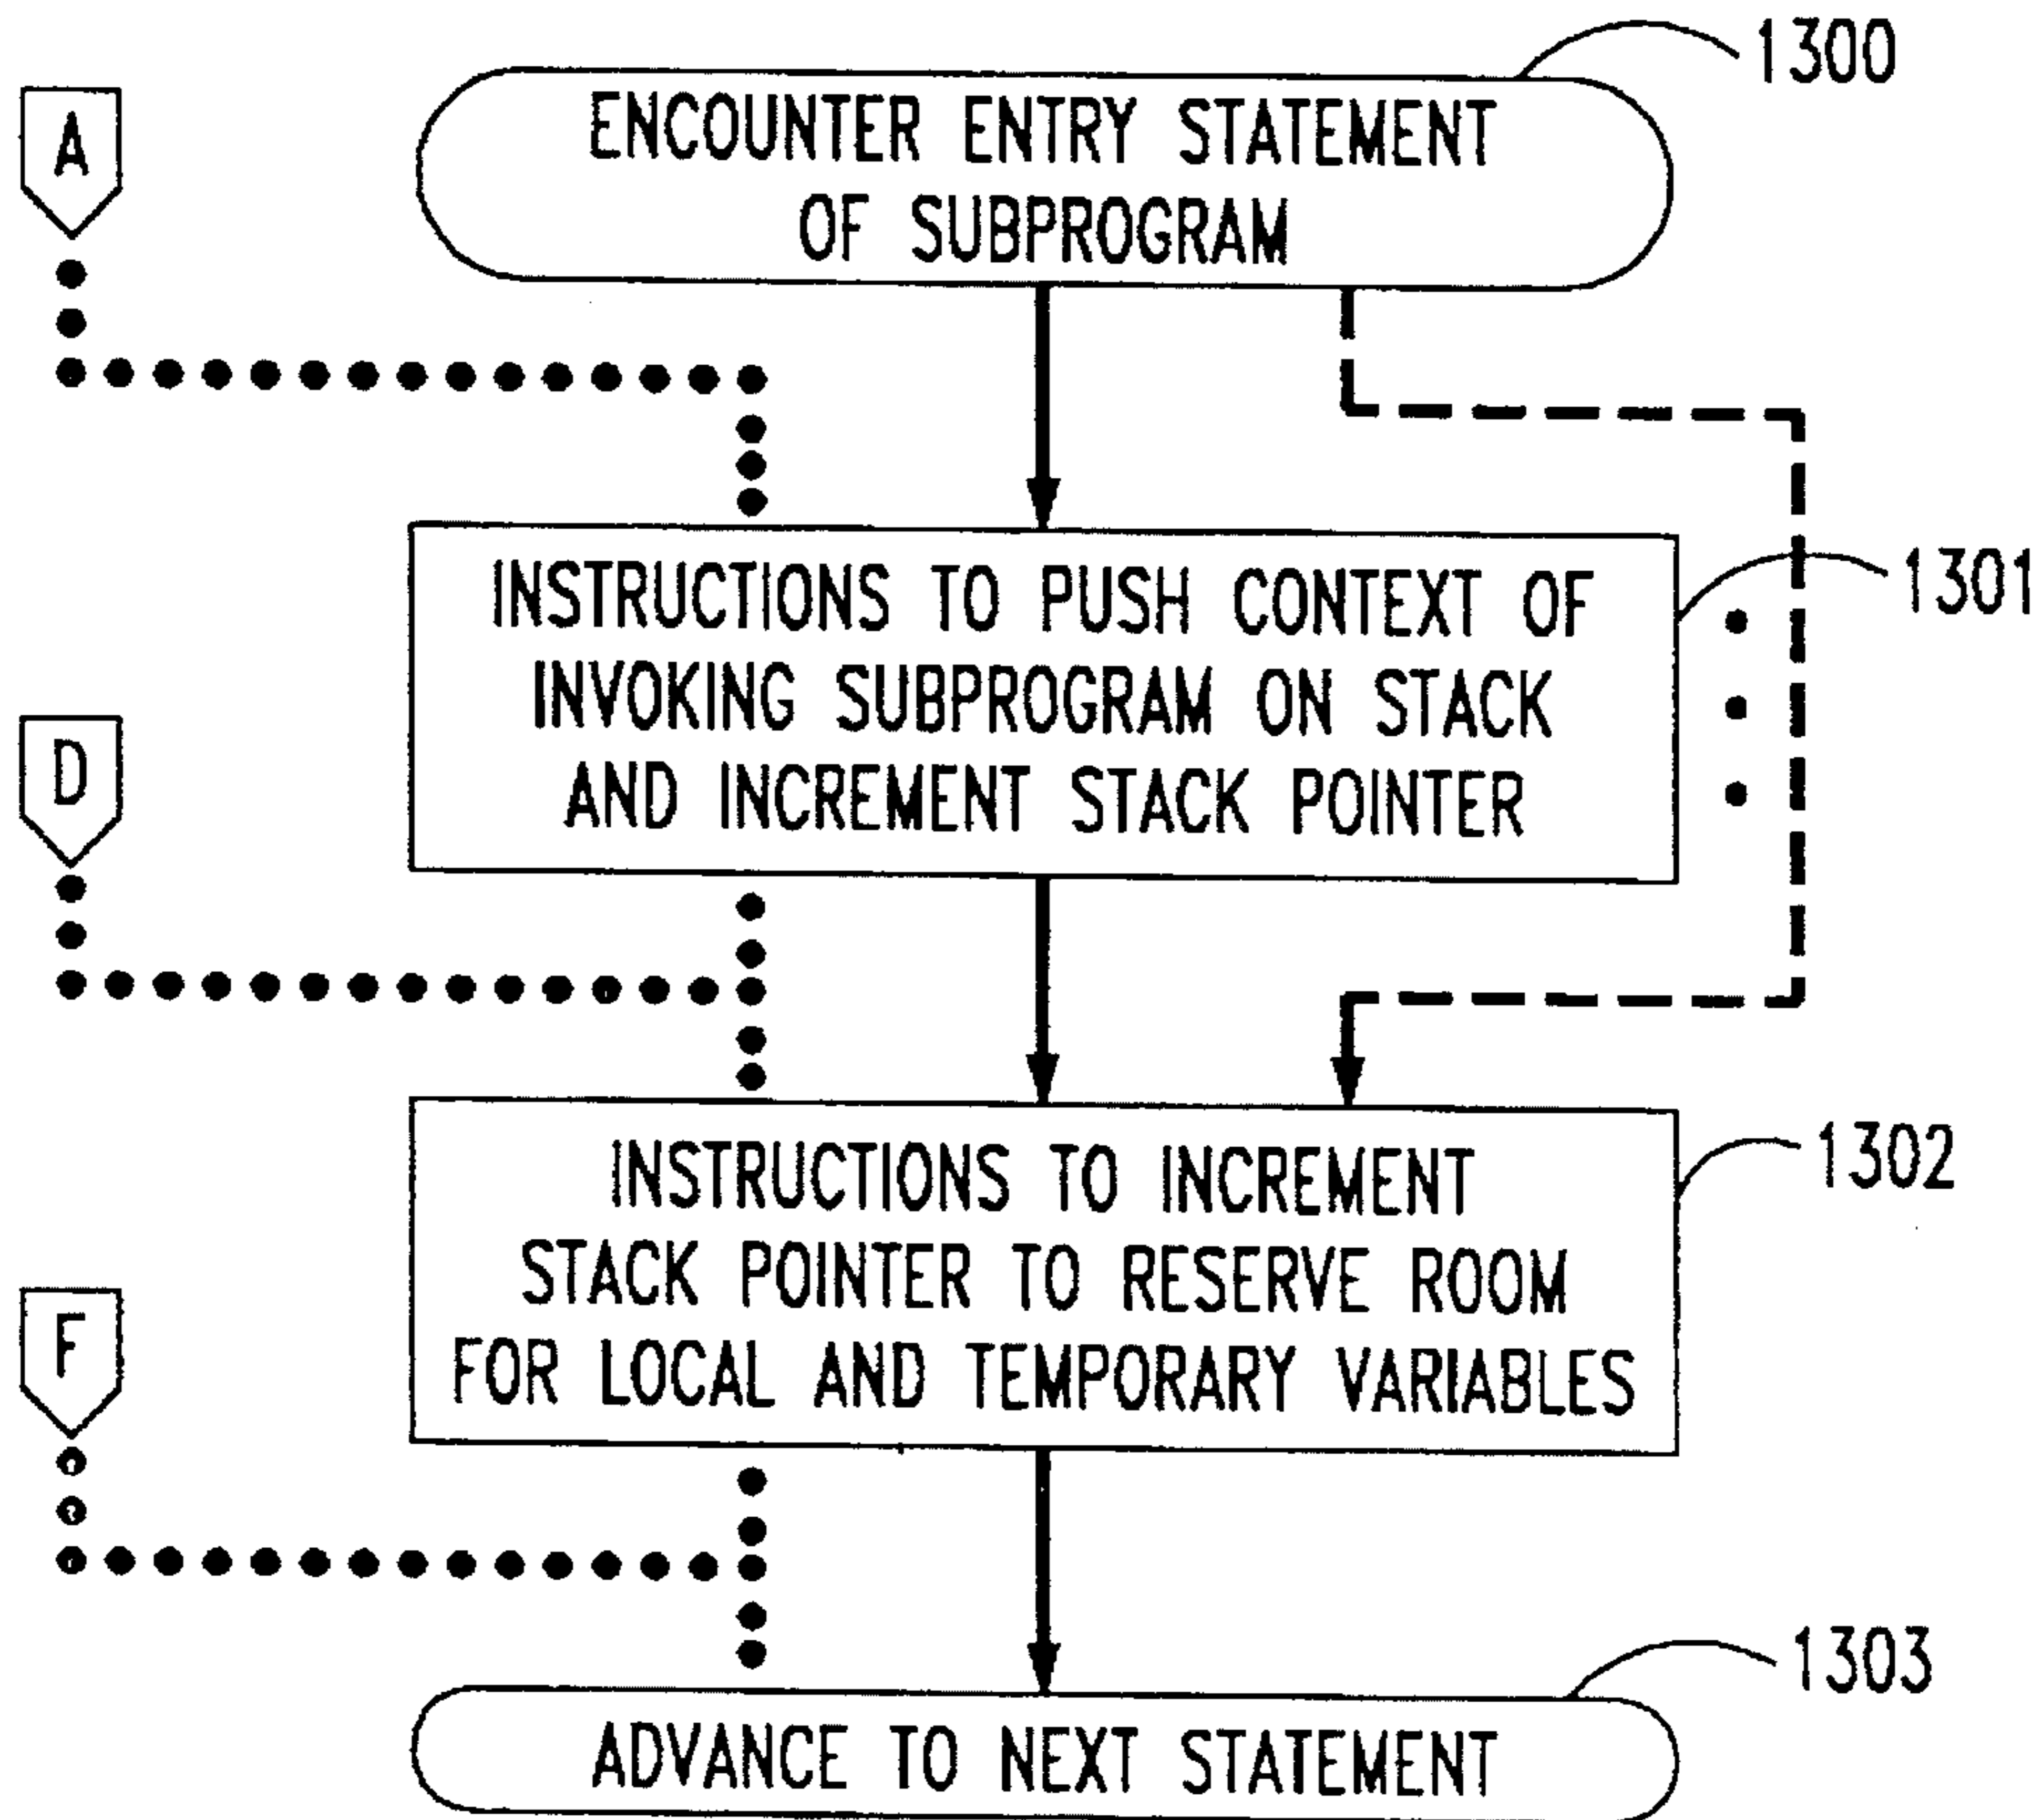 1300
A
ENCOUNTER ENTRY STATEMENT
OF SUBPROGRAM
INSTRUCTIONS TO PUSH CONTEXT OF
INVOKING SUBPROGRAM ON STACK
AND INCREMENT STACK POINTER
1301
D
INSTRUCTIONS TO INCREMENT
STACK POINTER TO RESERVE ROOM
FOR LOCAL AND TEMPORARY VARIABLES
1302
F
1303
ADVANCE TO NEXT STATEMENT